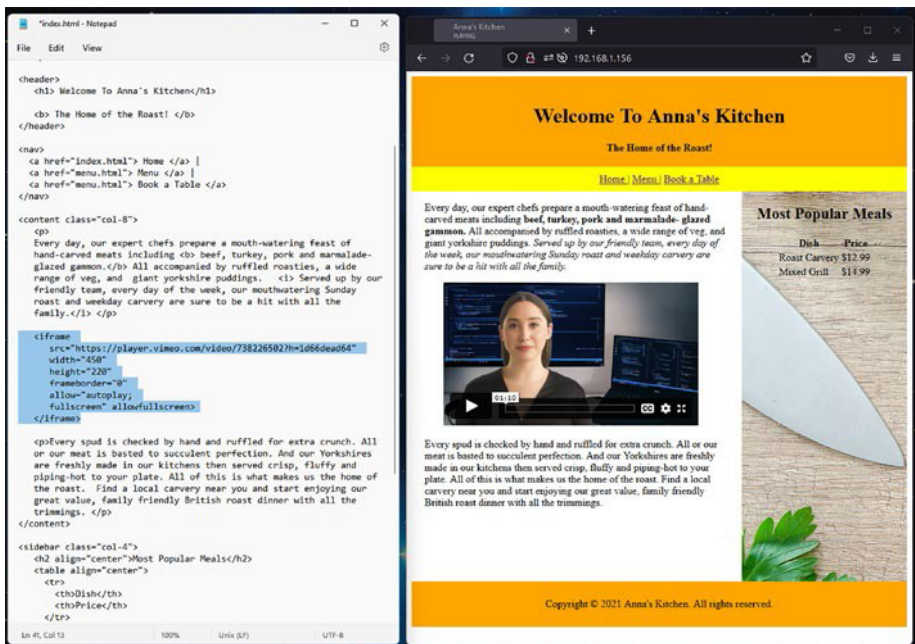 *index.html - Notepad
File Edit View
<header>
<h1> Welcome To Anna's Kitchen</h1>
<b> The Home of the Roast! </b>
</header>
<nav>
<a href="index.html"> Home </a> |
<a href="menu.html"> Menu </a> |
<a href="menu.html"> Book a Table </a>
</nav>
<content class="col-8">
<p>
Every day, our expert chefs prepare a mouth-watering feast of
hand-carved meats including <b> beef, turkey, pork and marmalade-
glazed gammon.</b> All accompanied by ruffled roasties, a wide
range of veg, and giant yorkshire puddings. <i> Served up by our
friendly team, every day of the week, our mouthwatering Sunday
roast and weekday carvery are sure to be a hit with all the
family.</i> </p>
<iframe
src="https://player.vimeo.com/video/738226502?h=1d66dead64"
width="450"
height="220"
frameborder="0"
allow="autoplay;
fullscreen" allowfullscreen>
</iframe>
<p>Every spud is checked by hand and ruffled for extra crunch. All
or our meat is basted to succulent perfection. And our Yorkshires
are freshly made in our kitchens then served crisp, fluffy and
piping-hot to your plate. All of this is what makes us the home of
the roast. Find a local carvery near you and start enjoying our
great value, family friendly British roast dinner with all the
trimmings. </p>
</content>
<sidebar class="col-4">
<h2 align="center">Most Popular Meals</h2>
<table align="center">
<tr>
<th>Dish</th>
<th>Price</th>
</tr>
Ln 41, Col 13 100% Unix (LF) UTF-8
Anna's Kitchen
PLAYING
192.168.1.156
Welcome To Anna's Kitchen
The Home of the Roast!
Home | Menu | Book a Table
Every day, our expert chefs prepare a mouth-watering feast of hand-
carved meats including beef, turkey, pork and marmalade- glazed
gammon. All accompanied by ruffled roasties, a wide range of veg, and
giant yorkshire puddings. Served up by our friendly team, every day of
the week, our mouthwatering Sunday roast and weekday carvery are
sure to be a hit with all the family.
01:10
CC
Every spud is checked by hand and ruffled for extra crunch. All or our
meat is basted to succulent perfection. And our Yorkshires are freshly
made in our kitchens then served crisp, fluffy and piping-hot to your
plate. All of this is what makes us the home of the roast. Find a local
carvery near you and start enjoying our great value, family friendly
British roast dinner with all the trimmings.
Most Popular Meals
Dish Price
Roast Carvery $12.99
Mixed Grill $14.99
Copyright © 2021 Anna's Kitchen. All rights reserved.